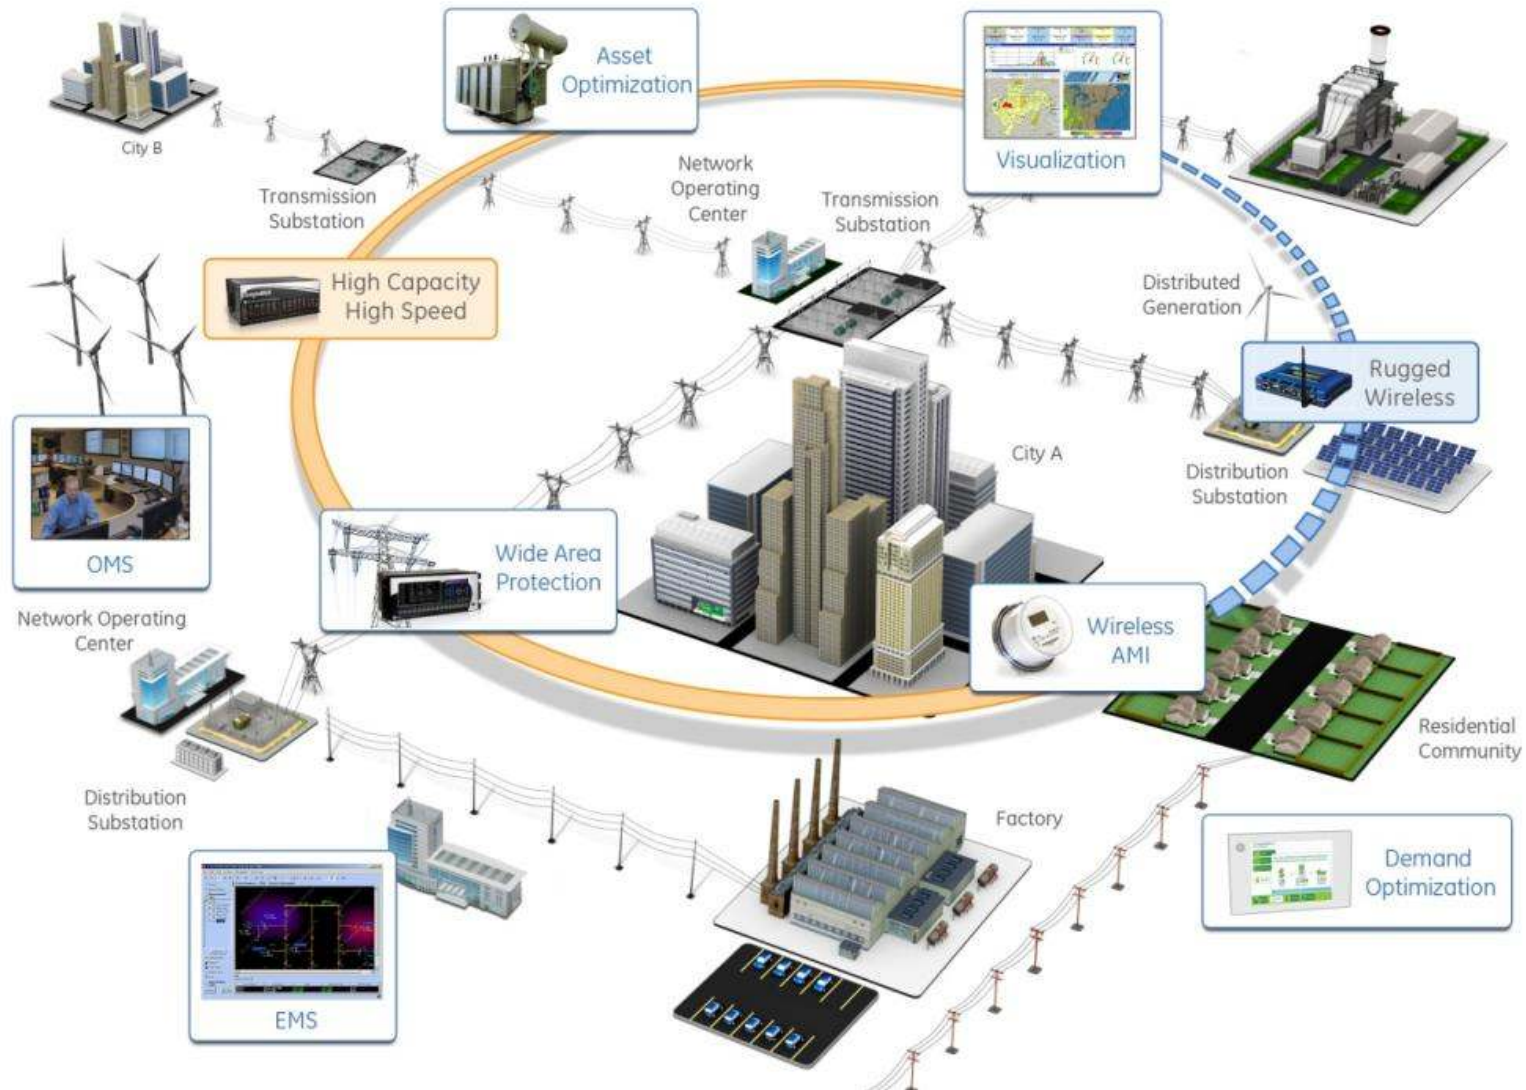 Asset
Optimization
Visualization
City B
Transmission
Substation
Network
Operating
Center
Transmission
Substation
High Capacity
High Speed
Distributed
Generation
Rugged
Wireless
City A
Distribution
Substation
OMS
Wide Area
Protection
Network Operating
Center
Wireless
AMI
Residential
Community
Distribution
Substation
Factory
Demand
Optimization
EMS